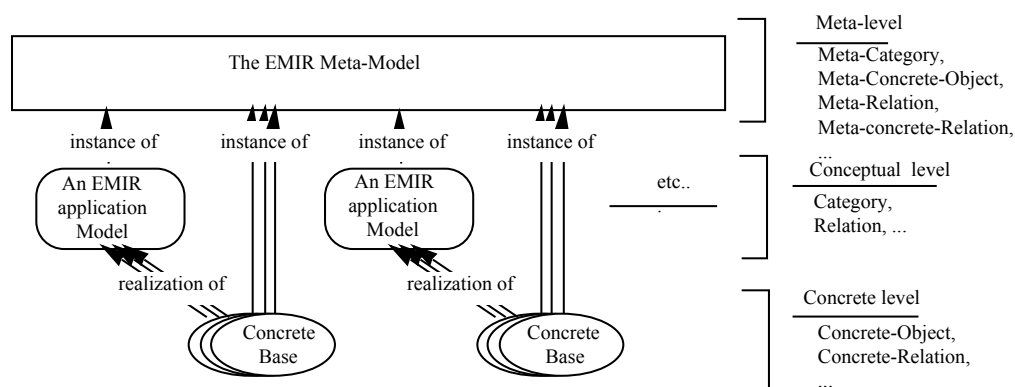 Meta-level
The EMIR Meta-Model
Meta-Category,
Meta-Concrete-Object,
Meta-Relation,
Meta-concrete-Relation,
...
instance of
instance of
instance of
instance of
An EMIR
application
Model
An EMIR
application
Model
etc..
Conceptual level
Category,
Relation, ...
realization of
realization of
Concrete
Base
Concrete
Base
Concrete level
Concrete-Object,
Concrete-Relation,
...